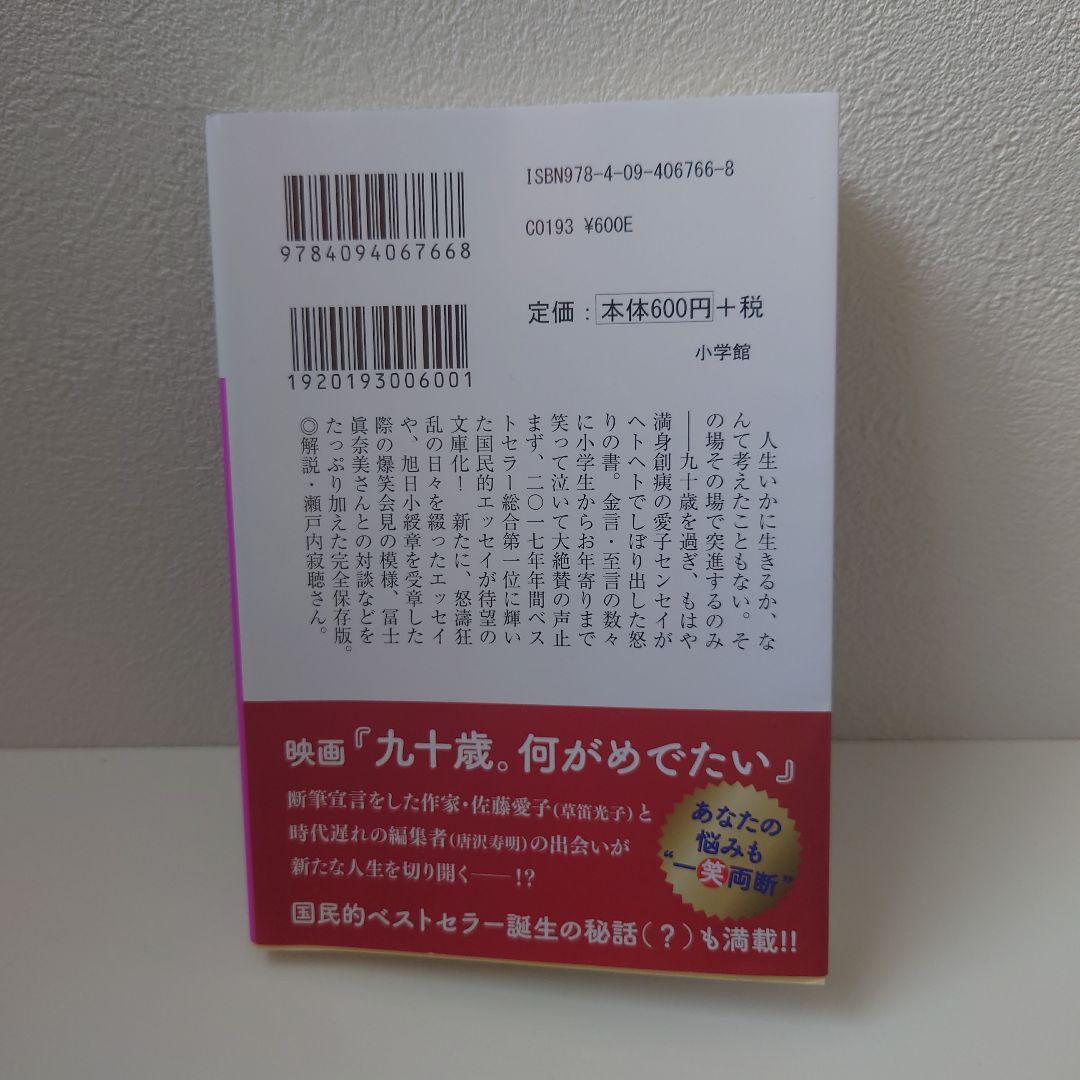 ISBN978-4-09-406766-8
9784094067668
C0193 ¥600E
定価：本体600円＋税
1920193006001
小学館
人生いかに生きるか、な
んて考えたこともない。そ
の場その場で突進するのみ
――九十歳を過ぎ、もはや
満身創痍の愛子センセイが
ヘトヘトでしぼり出した怒
りの書。金言・至言の数々
に小学生からお年寄りまで
笑って泣いて大絶賛の声止
まず、二〇一七年年間ベス
トセラー総合第一位に輝い
た国民的エッセイが待望の
文庫化！　新たに、怒濤狂
乱の日々を綴ったエッセイ
や、旭日小綬章を受章した
際の爆笑会見の模様、冨士
眞奈美さんとの対談などを
たっぷり加えた完全保存版。
◎解説・瀬戸内寂聴さん。
映画『九十歳。何がめでたい』
断筆宣言をした作家・佐藤愛子（草笛光子）と
時代遅れの編集者（唐沢寿明）の出会いが
新たな人生を切り開く――!?
あなたの
悩みも
“一笑両断”
国民的ベストセラー誕生の秘話（？）も満載!!